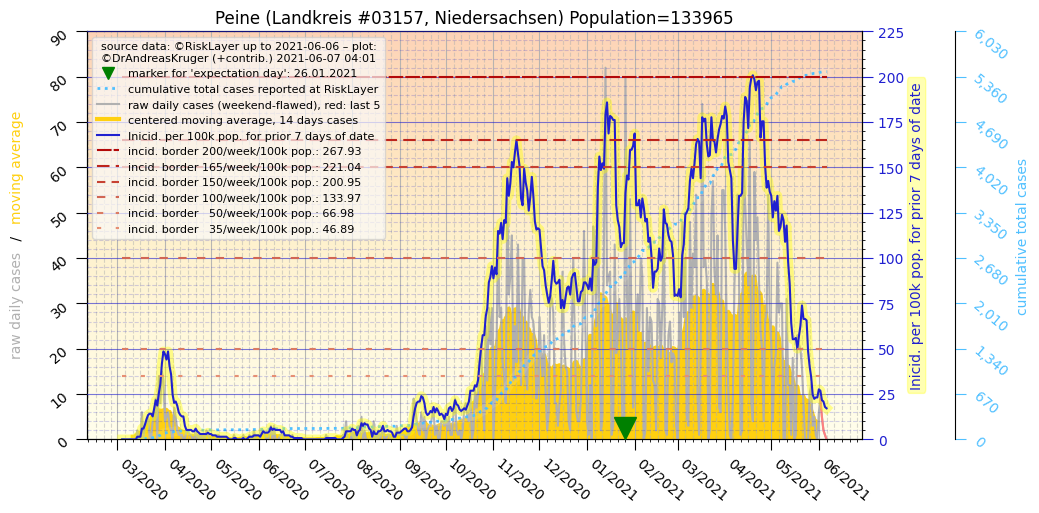 Peine (Landkreis #03157, Niedersachsen) Population=133965
source data: ©RiskLayer up to 2021-06-06 – plot:
©DrAndreasKruger (+contrib.) 2021-06-07 04:01
marker for 'expectation day': 26.01.2021
cumulative total cases reported at RiskLayer
raw daily cases (weekend-flawed), red: last 5
centered moving average, 14 days cases
Inicid. per 100k pop. for prior 7 days of date
incid. border 200/week/100k pop.: 267.93
incid. border 165/week/100k pop.: 221.04
incid. border 150/week/100k pop.: 200.95
incid. border 100/week/100k pop.: 133.97
incid. border   50/week/100k pop.: 66.98
incid. border   35/week/100k pop.: 46.89
raw daily cases / moving average
90
80
70
60
50
40
30
20
10
0
03/2020
04/2020
05/2020
06/2020
07/2020
08/2020
09/2020
10/2020
11/2020
12/2020
01/2021
02/2021
03/2021
04/2021
05/2021
06/2021
225
200
175
150
125
100
75
50
25
0
Inicid. per 100k pop. for prior 7 days of date
6,030
5,360
4,690
4,020
3,350
2,680
2,010
1,340
670
0
cumulative total cases